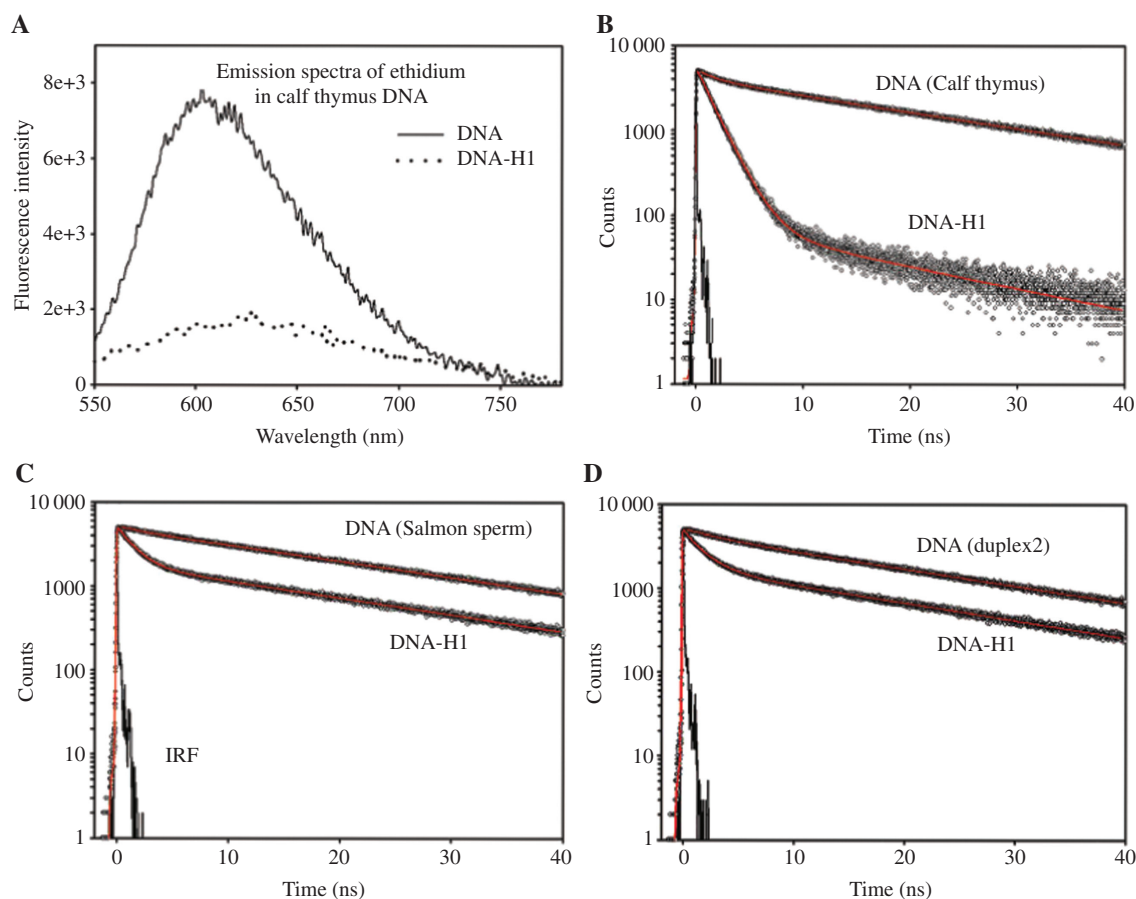 A
Emission spectra of ethidium
in calf thymus DNA
DNA
DNA-H1
8e+3
6e+3
4e+3
2e+3
0
Fluorescence intensity
550
600
650
700
750
Wavelength (nm)
B
10 000
1000
100
10
1
Counts
DNA (Calf thymus)
DNA-H1
0
10
20
30
40
Time (ns)
C
10 000
1000
100
10
1
Counts
DNA (Salmon sperm)
DNA-H1
IRF
0
10
20
30
40
Time (ns)
D
10 000
1000
100
10
1
Counts
DNA (duplex2)
DNA-H1
0
10
20
30
40
Time (ns)